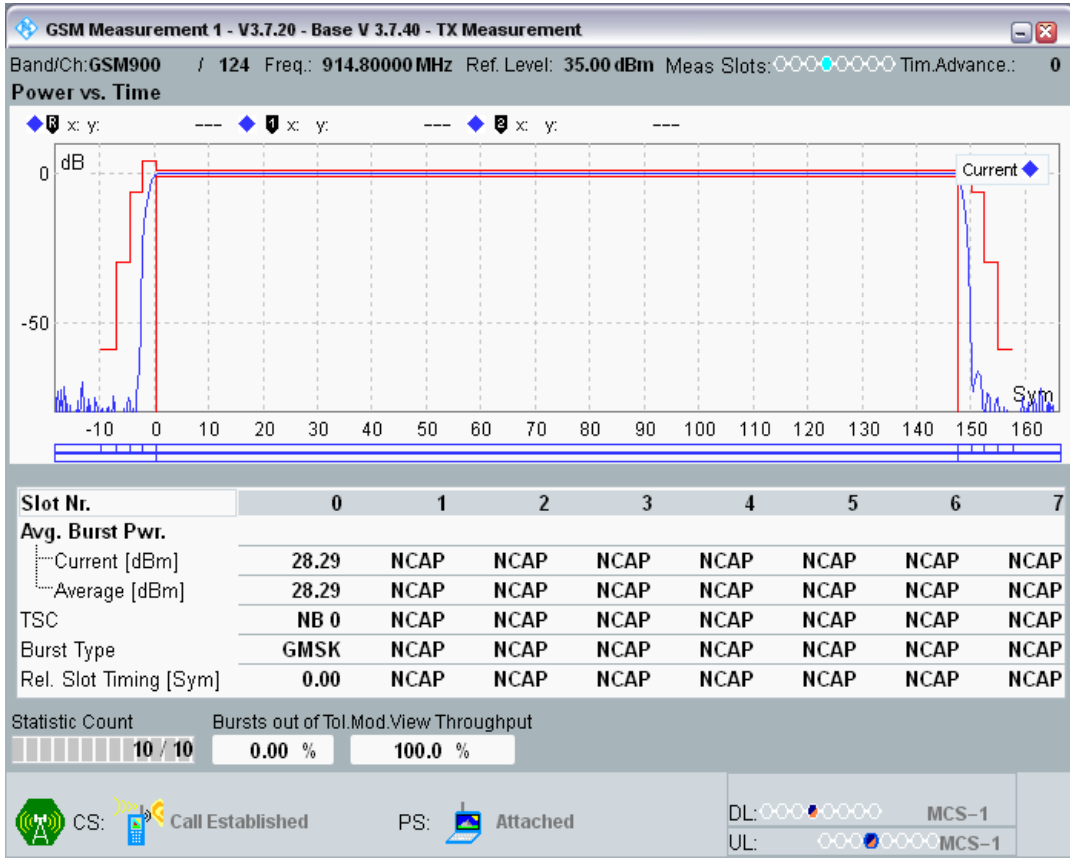 GSM Measurement 1 - V3.7.20 - Base V 3.7.40 - TX Measurement
Band/Ch:GSM900 / 124 Freq.: 914.80000 MHz Ref. Level: 35.00 dBm Meas Slots: Tim.Advance.: 0
Power vs. Time
R x: y: --- 1 x: y: --- 2 x: y: ---
dB
Current
0
-50
Sym
-10 0 10 20 30 40 50 60 70 80 90 100 110 120 130 140 150 160
Slot Nr. 0 1 2 3 4 5 6 7
Avg. Burst Pwr.
Current [dBm] 28.29 NCAP NCAP NCAP NCAP NCAP NCAP NCAP
Average [dBm] 28.29 NCAP NCAP NCAP NCAP NCAP NCAP NCAP
TSC NB 0 NCAP NCAP NCAP NCAP NCAP NCAP NCAP
Burst Type GMSK NCAP NCAP NCAP NCAP NCAP NCAP NCAP
Rel. Slot Timing [Sym] 0.00 NCAP NCAP NCAP NCAP NCAP NCAP NCAP
Statistic Count Bursts out of Tol.Mod.View Throughput
10 / 10 0.00 % 100.0 %
CS: Call Established PS: Attached
DL: MCS-1
UL: MCS-1